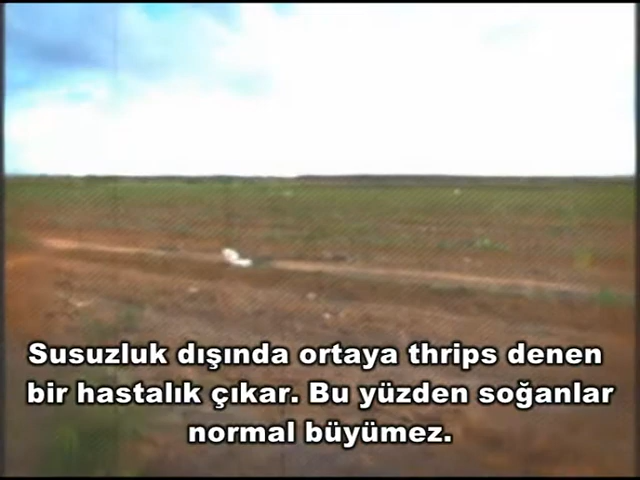 Susuzluk dışında ortaya thrips denen
bir hastalık çıkar. Bu yüzden soğanlar
normal büyümez.